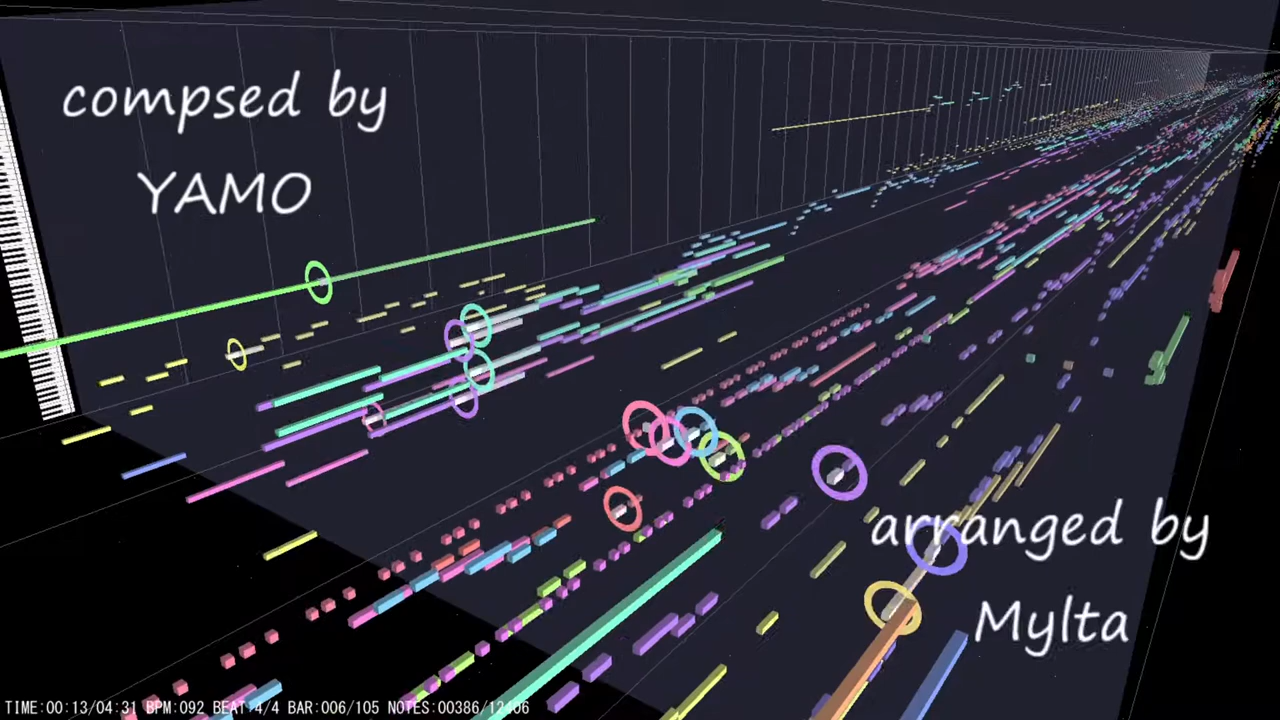 compsed by
YAMO
arranged by
Mylta
TIME:00:13/04:31 BPM:092 BEAT:4/4 BAR:006/105 NOTES:00386/12406